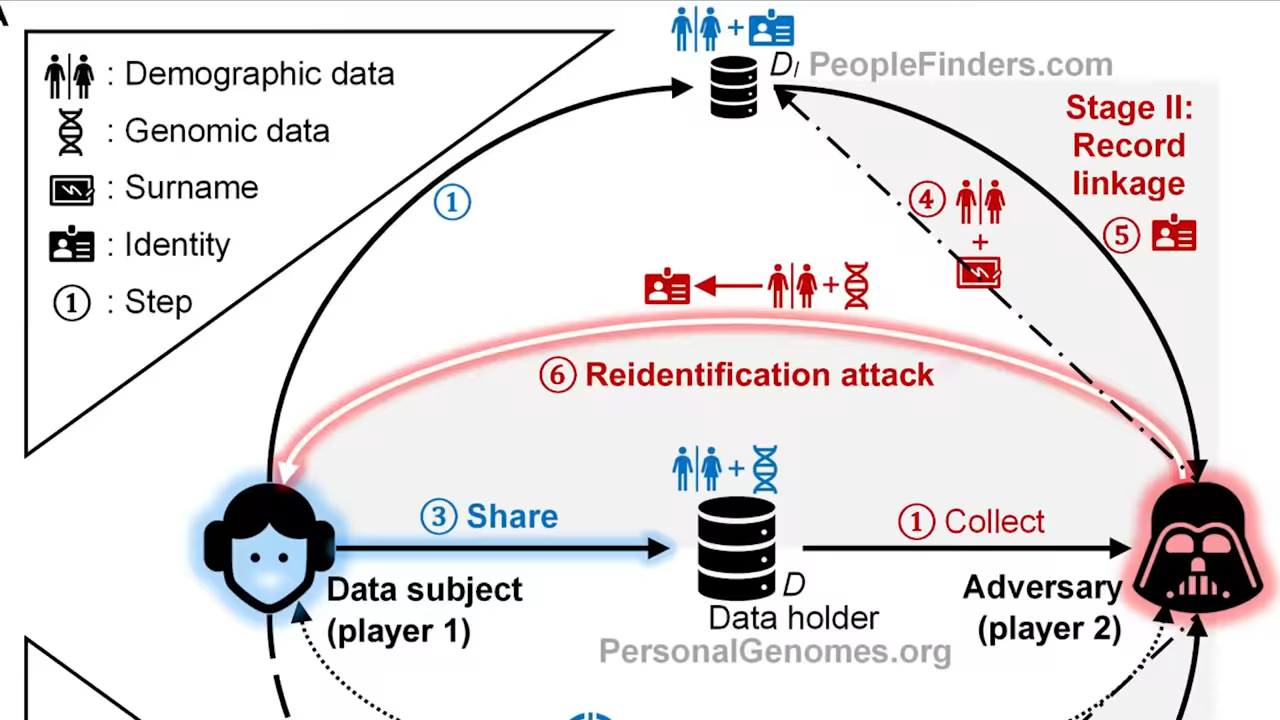 A
: Demographic data
: Genomic data
: Surname
: Identity
① : Step
+
D_I PeopleFinders.com
Stage II:
Record
linkage
①
④
+
⑤
+
⑥ Reidentification attack
+
③ Share
① Collect
D
Data holder
PersonalGenomes.org
Data subject
(player 1)
Adversary
(player 2)